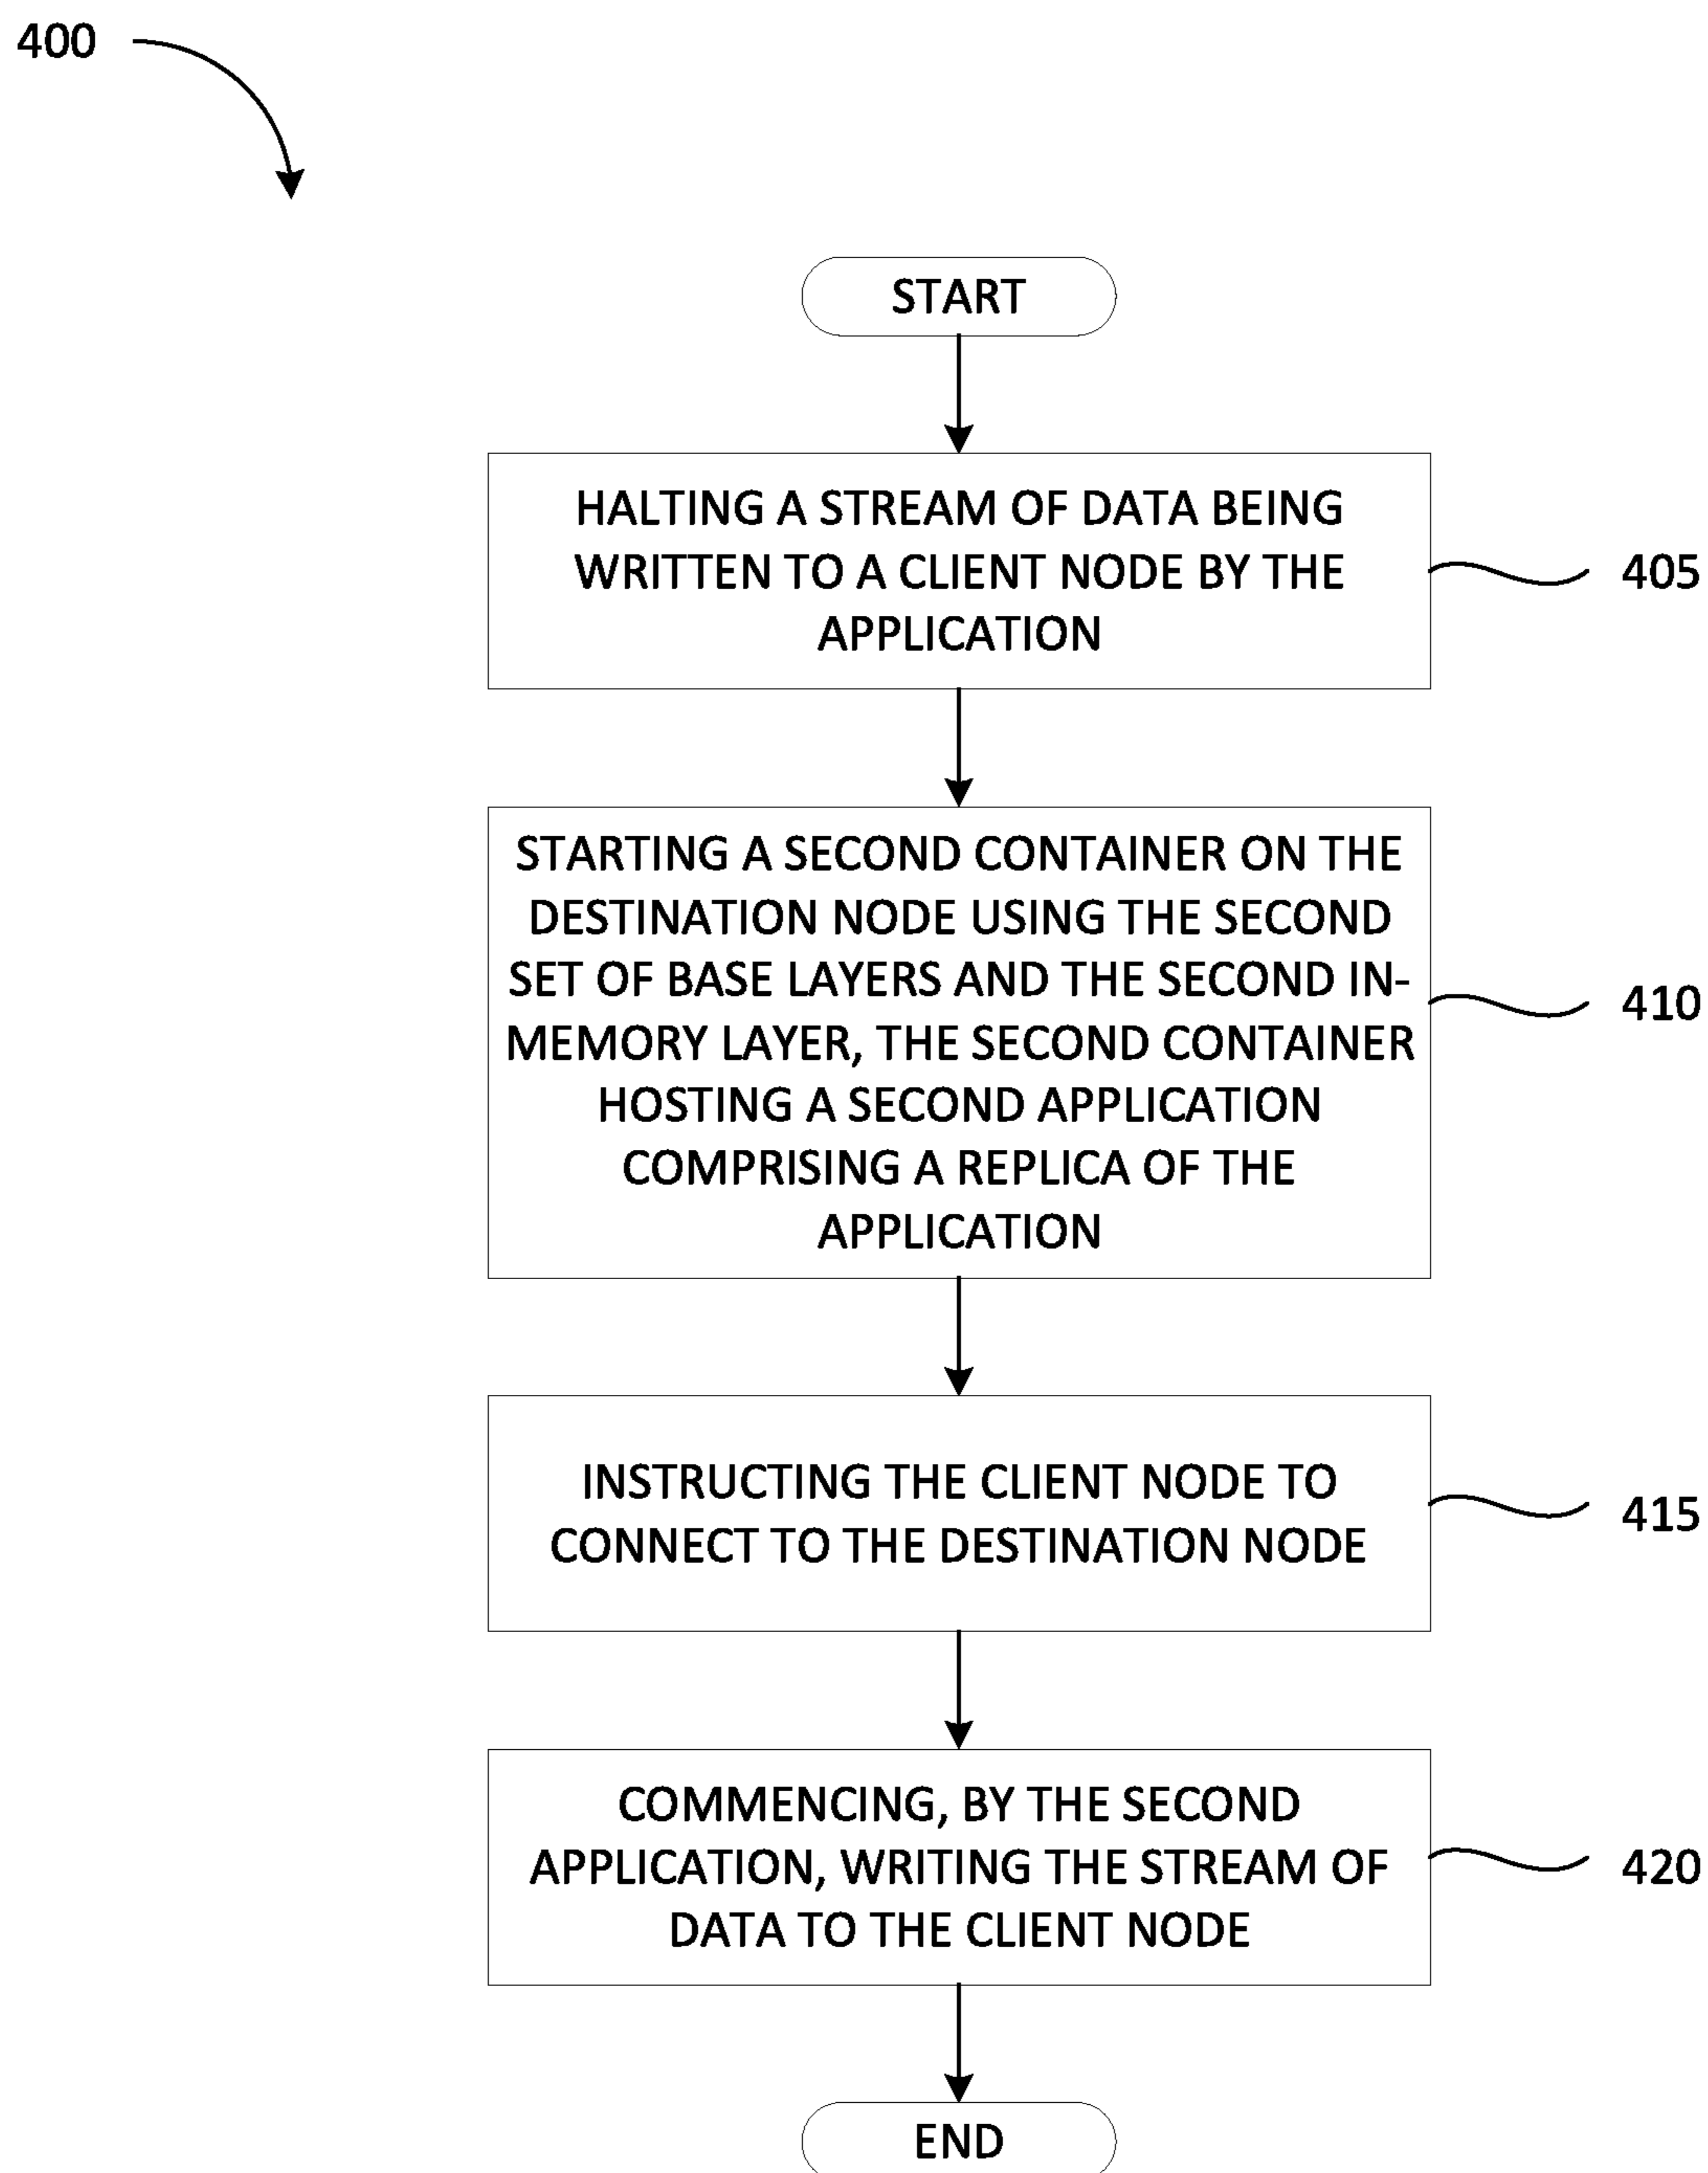 400
START
HALTING A STREAM OF DATA BEING
WRITTEN TO A CLIENT NODE BY THE
APPLICATION
405
STARTING A SECOND CONTAINER ON THE
DESTINATION NODE USING THE SECOND
SET OF BASE LAYERS AND THE SECOND IN-
MEMORY LAYER, THE SECOND CONTAINER
HOSTING A SECOND APPLICATION
COMPRISING A REPLICA OF THE
APPLICATION
410
INSTRUCTING THE CLIENT NODE TO
CONNECT TO THE DESTINATION NODE
415
COMMENCING, BY THE SECOND
APPLICATION, WRITING THE STREAM OF
DATA TO THE CLIENT NODE
420
END